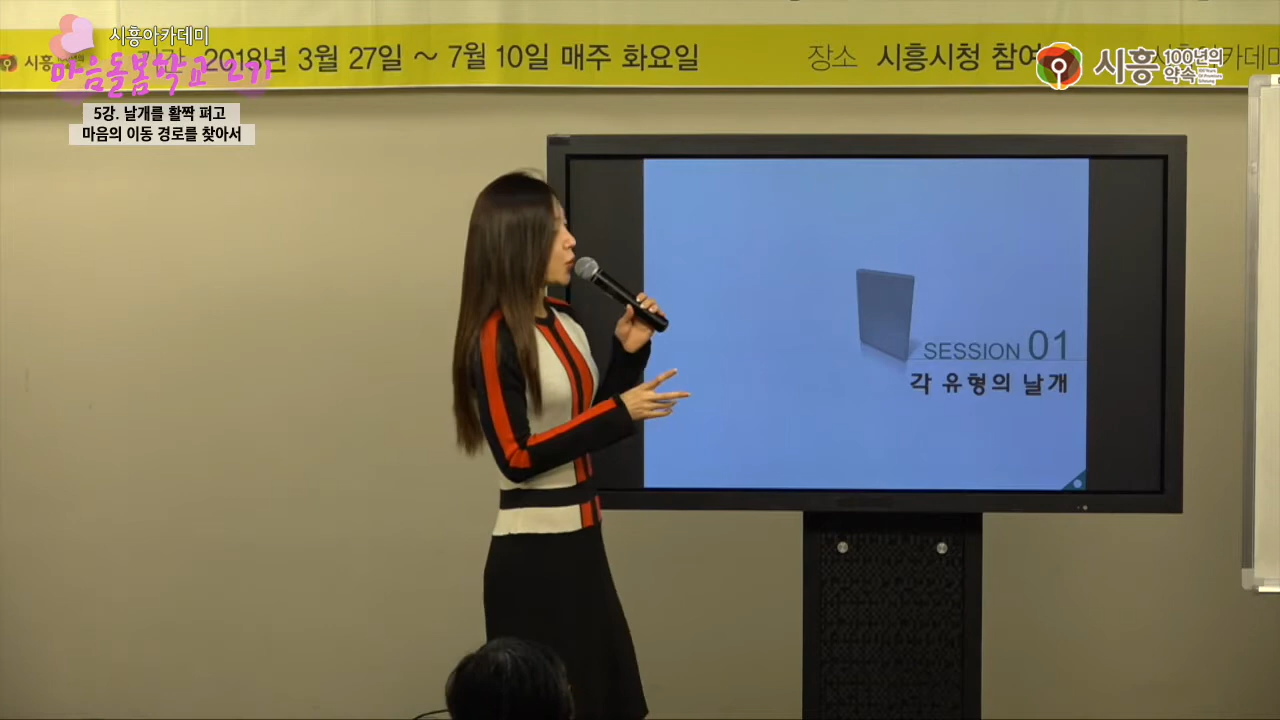 시흥아카데미
마음돌봄학교 2기
5강. 날개를 활짝 펴고
마음의 이동 경로를 찾아서
2018년 3월 27일 ~ 7월 10일 매주 화요일
장소 시흥시청 참여
시흥 100년의 약속
SESSION 01
각 유형의 날개